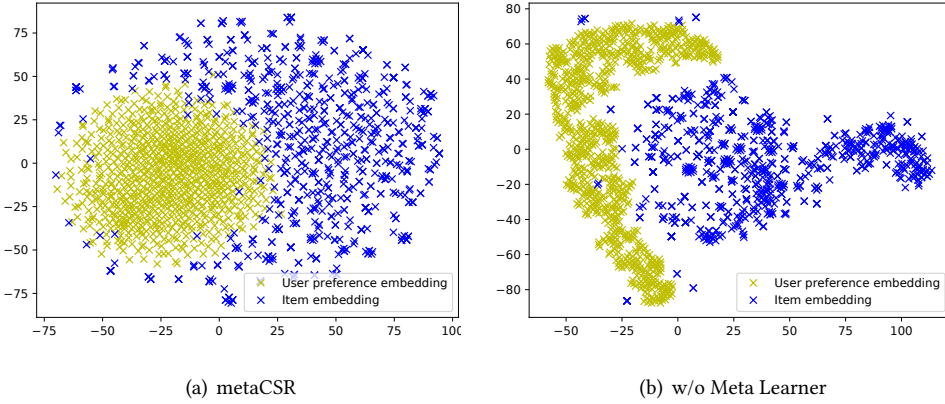 75
50
25
0
−25
−50
−75
−75 −50 −25 0 25 50 75 100
User preference embedding
Item embedding
(a) metaCSR
80
60
40
20
0
−20
−40
−60
−80
−50 −25 0 25 50 75 100
User preference embedding
Item embedding
(b) w/o Meta Learner